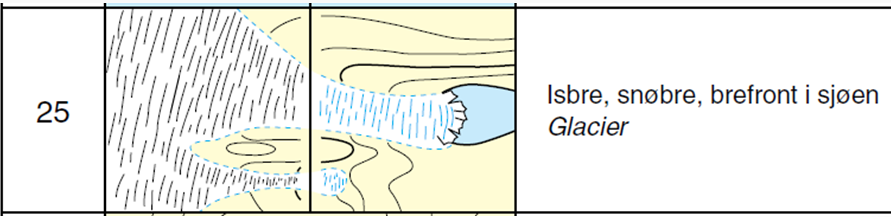 25
Isbre, snøbre, brefront i sjøen
Glacier